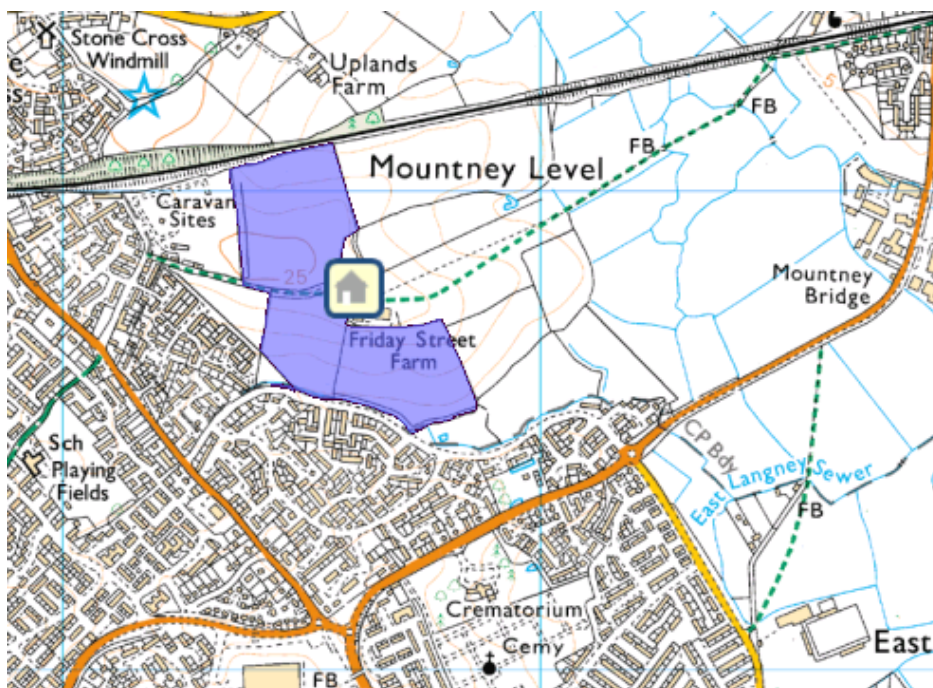 Stone Cross
Windmill
e
ss
Uplands
Farm
5
FB
FB
Mountney Level
Caravan
Sites
25
Mountney
Bridge
Friday Street
Farm
Sch
Playing
Fields
CP Bdy
East Langney Sewer
FB
Crematorium
Cemy
East
FB